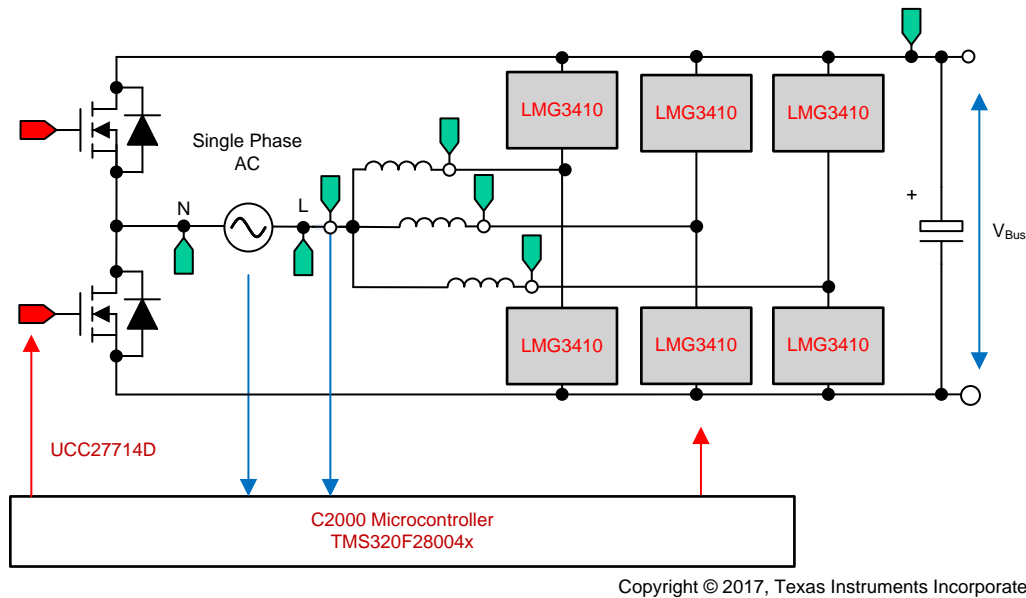 LMG3410
LMG3410
LMG3410
Single Phase
AC
N
L
+
V_Bus
LMG3410
LMG3410
LMG3410
UCC27714D
C2000 Microcontroller
TMS320F28004x
Copyright © 2017, Texas Instruments Incorporate